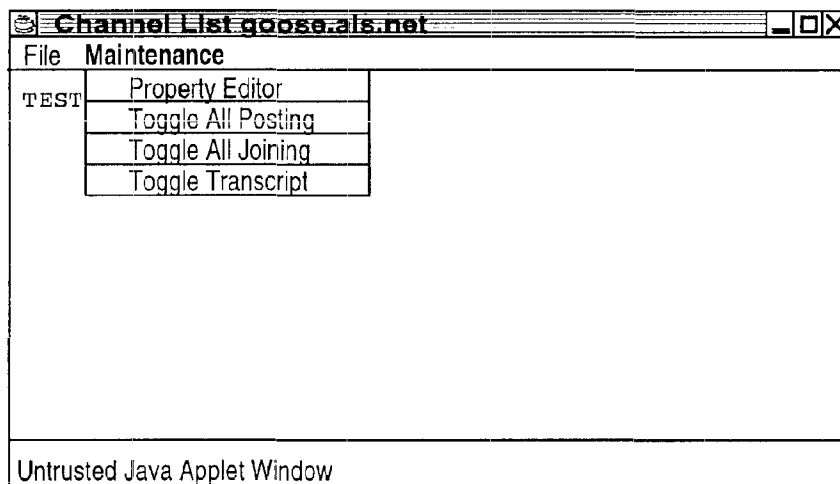 Channel List goose.als.net
File Maintenance
TEST
Property Editor
Toggle All Posting
Toggle All Joining
Toggle Transcript
Untrusted Java Applet Window